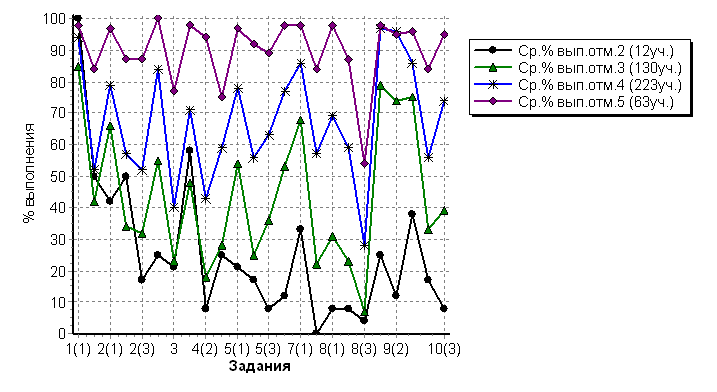 100
90
80
70
60
50
40
30
20
10
0
% выполнения
1(1) 2(1) 2(3) 3 4(2) 5(1) 5(3) 7(1) 8(1) 8(3) 9(2) 10(3)
Задания
Ср.% вып.отм.2 (12уч.)
Ср.% вып.отм.3 (130уч.)
Ср.% вып.отм.4 (223уч.)
Ср.% вып.отм.5 (63уч.)